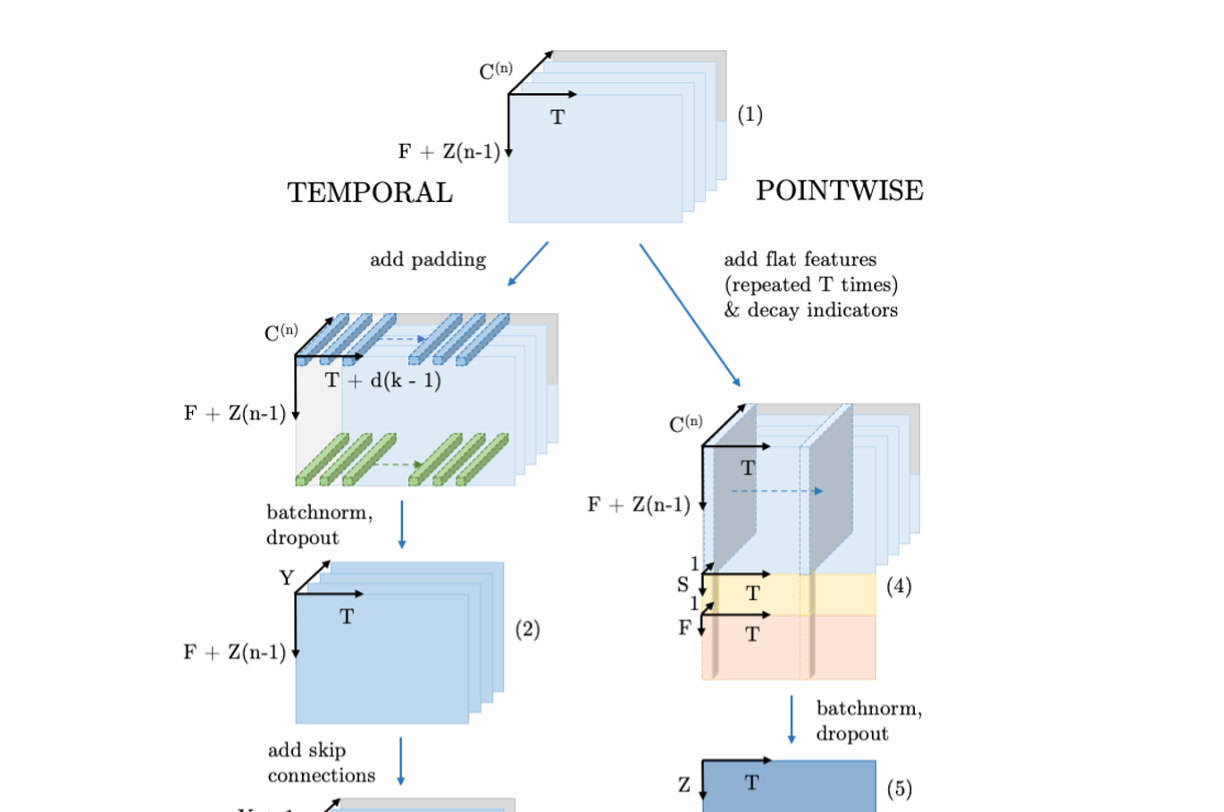 C(n)
T
(1)
F + Z(n-1)
TEMPORAL
POINTWISE
add padding
add flat features
(repeated T times)
& decay indicators
C(n)
T + d(k - 1)
F + Z(n-1)
C(n)
T
F + Z(n-1)
batchnorm,
dropout
Y
T
(2)
F + Z(n-1)
1
S
T
(4)
1
F
T
batchnorm,
dropout
add skip
connections
Z
T
(5)